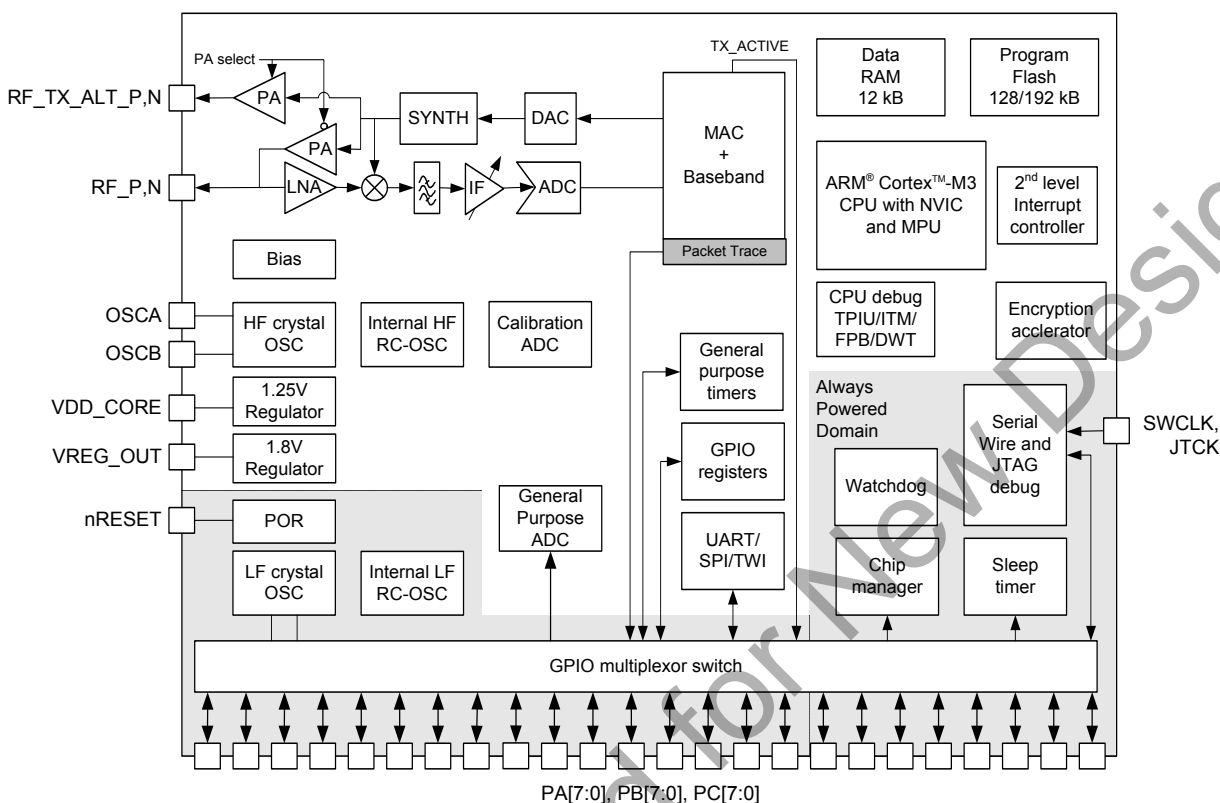 TX_ACTIVE
PA select
RF_TX_ALT_P,N
PA
SYNTH
DAC
MAC
+
Baseband
Data
RAM
12 kB
Program
Flash
128/192 kB
PA
RF_P,N
LNA
IF
ADC
ARM® Cortex™-M3
CPU with NVIC
and MPU
2nd level
Interrupt
controller
Packet Trace
Bias
OSCA
OSCB
HF crystal
OSC
Internal HF
RC-OSC
Calibration
ADC
CPU debug
TPIU/ITM/
FPB/DWT
Encryption
acclerator
General
purpose
timers
VDD_CORE
1.25V
Regulator
Always
Powered
Domain
Serial
Wire and
JTAG
debug
SWCLK,
JTCK
VREG_OUT
1.8V
Regulator
GPIO
registers
Watchdog
nRESET
POR
General
Purpose
ADC
UART/
SPI/TWI
LF crystal
OSC
Internal LF
RC-OSC
Chip
manager
Sleep
timer
GPIO multiplexor switch
PA[7:0], PB[7:0], PC[7:0]
for New